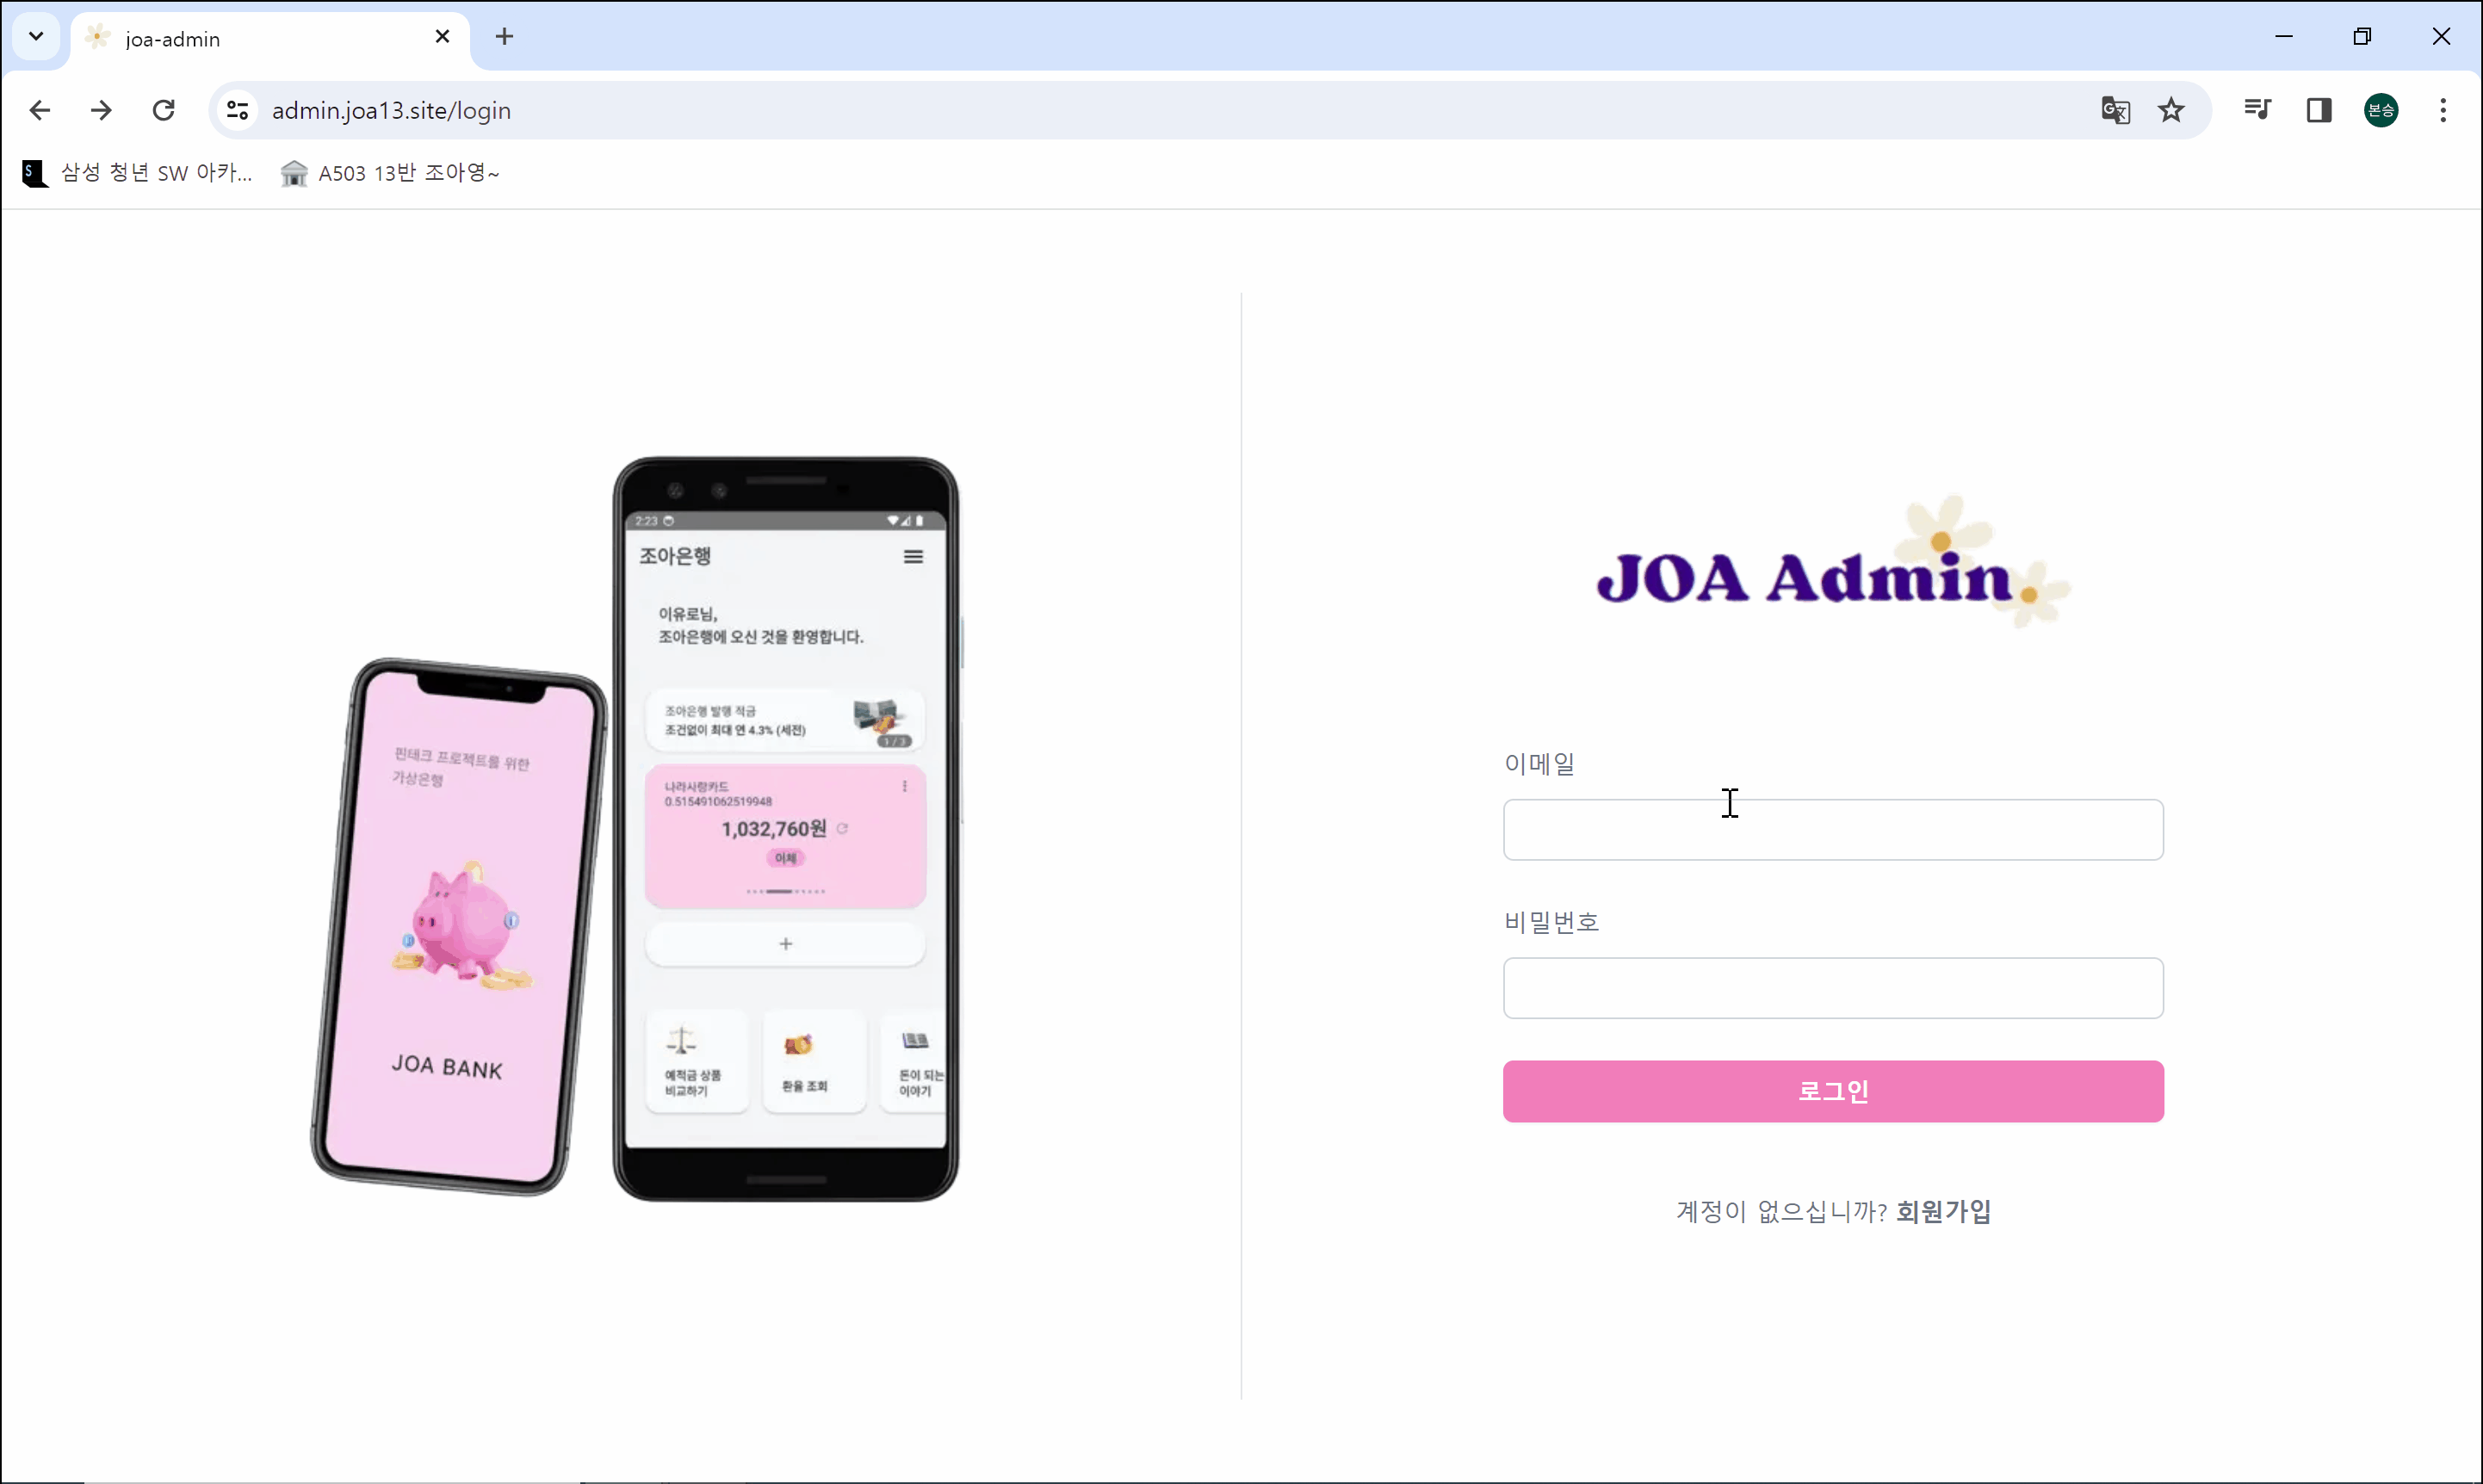 joa-admin
admin.joa13.site/login
본승
삼성 청년 SW 아카...
A503 13반 조아영~
2:23
조아은행
이유로님,
조아은행에 오신 것을 환영합니다.
조아은행 발행 적금
조건없이 최대 연 4.3% (세전)
1 / 3
나라사랑카드
0.515491062519948
1,032,760원
이체
+
예적금 상품
비교하기
환율 조회
돈이 되는
이야기
핀테크 프로젝트를 위한
가상은행
JOA BANK
JOA Admin
이메일
비밀번호
로그인
계정이 없으십니까? 회원가입